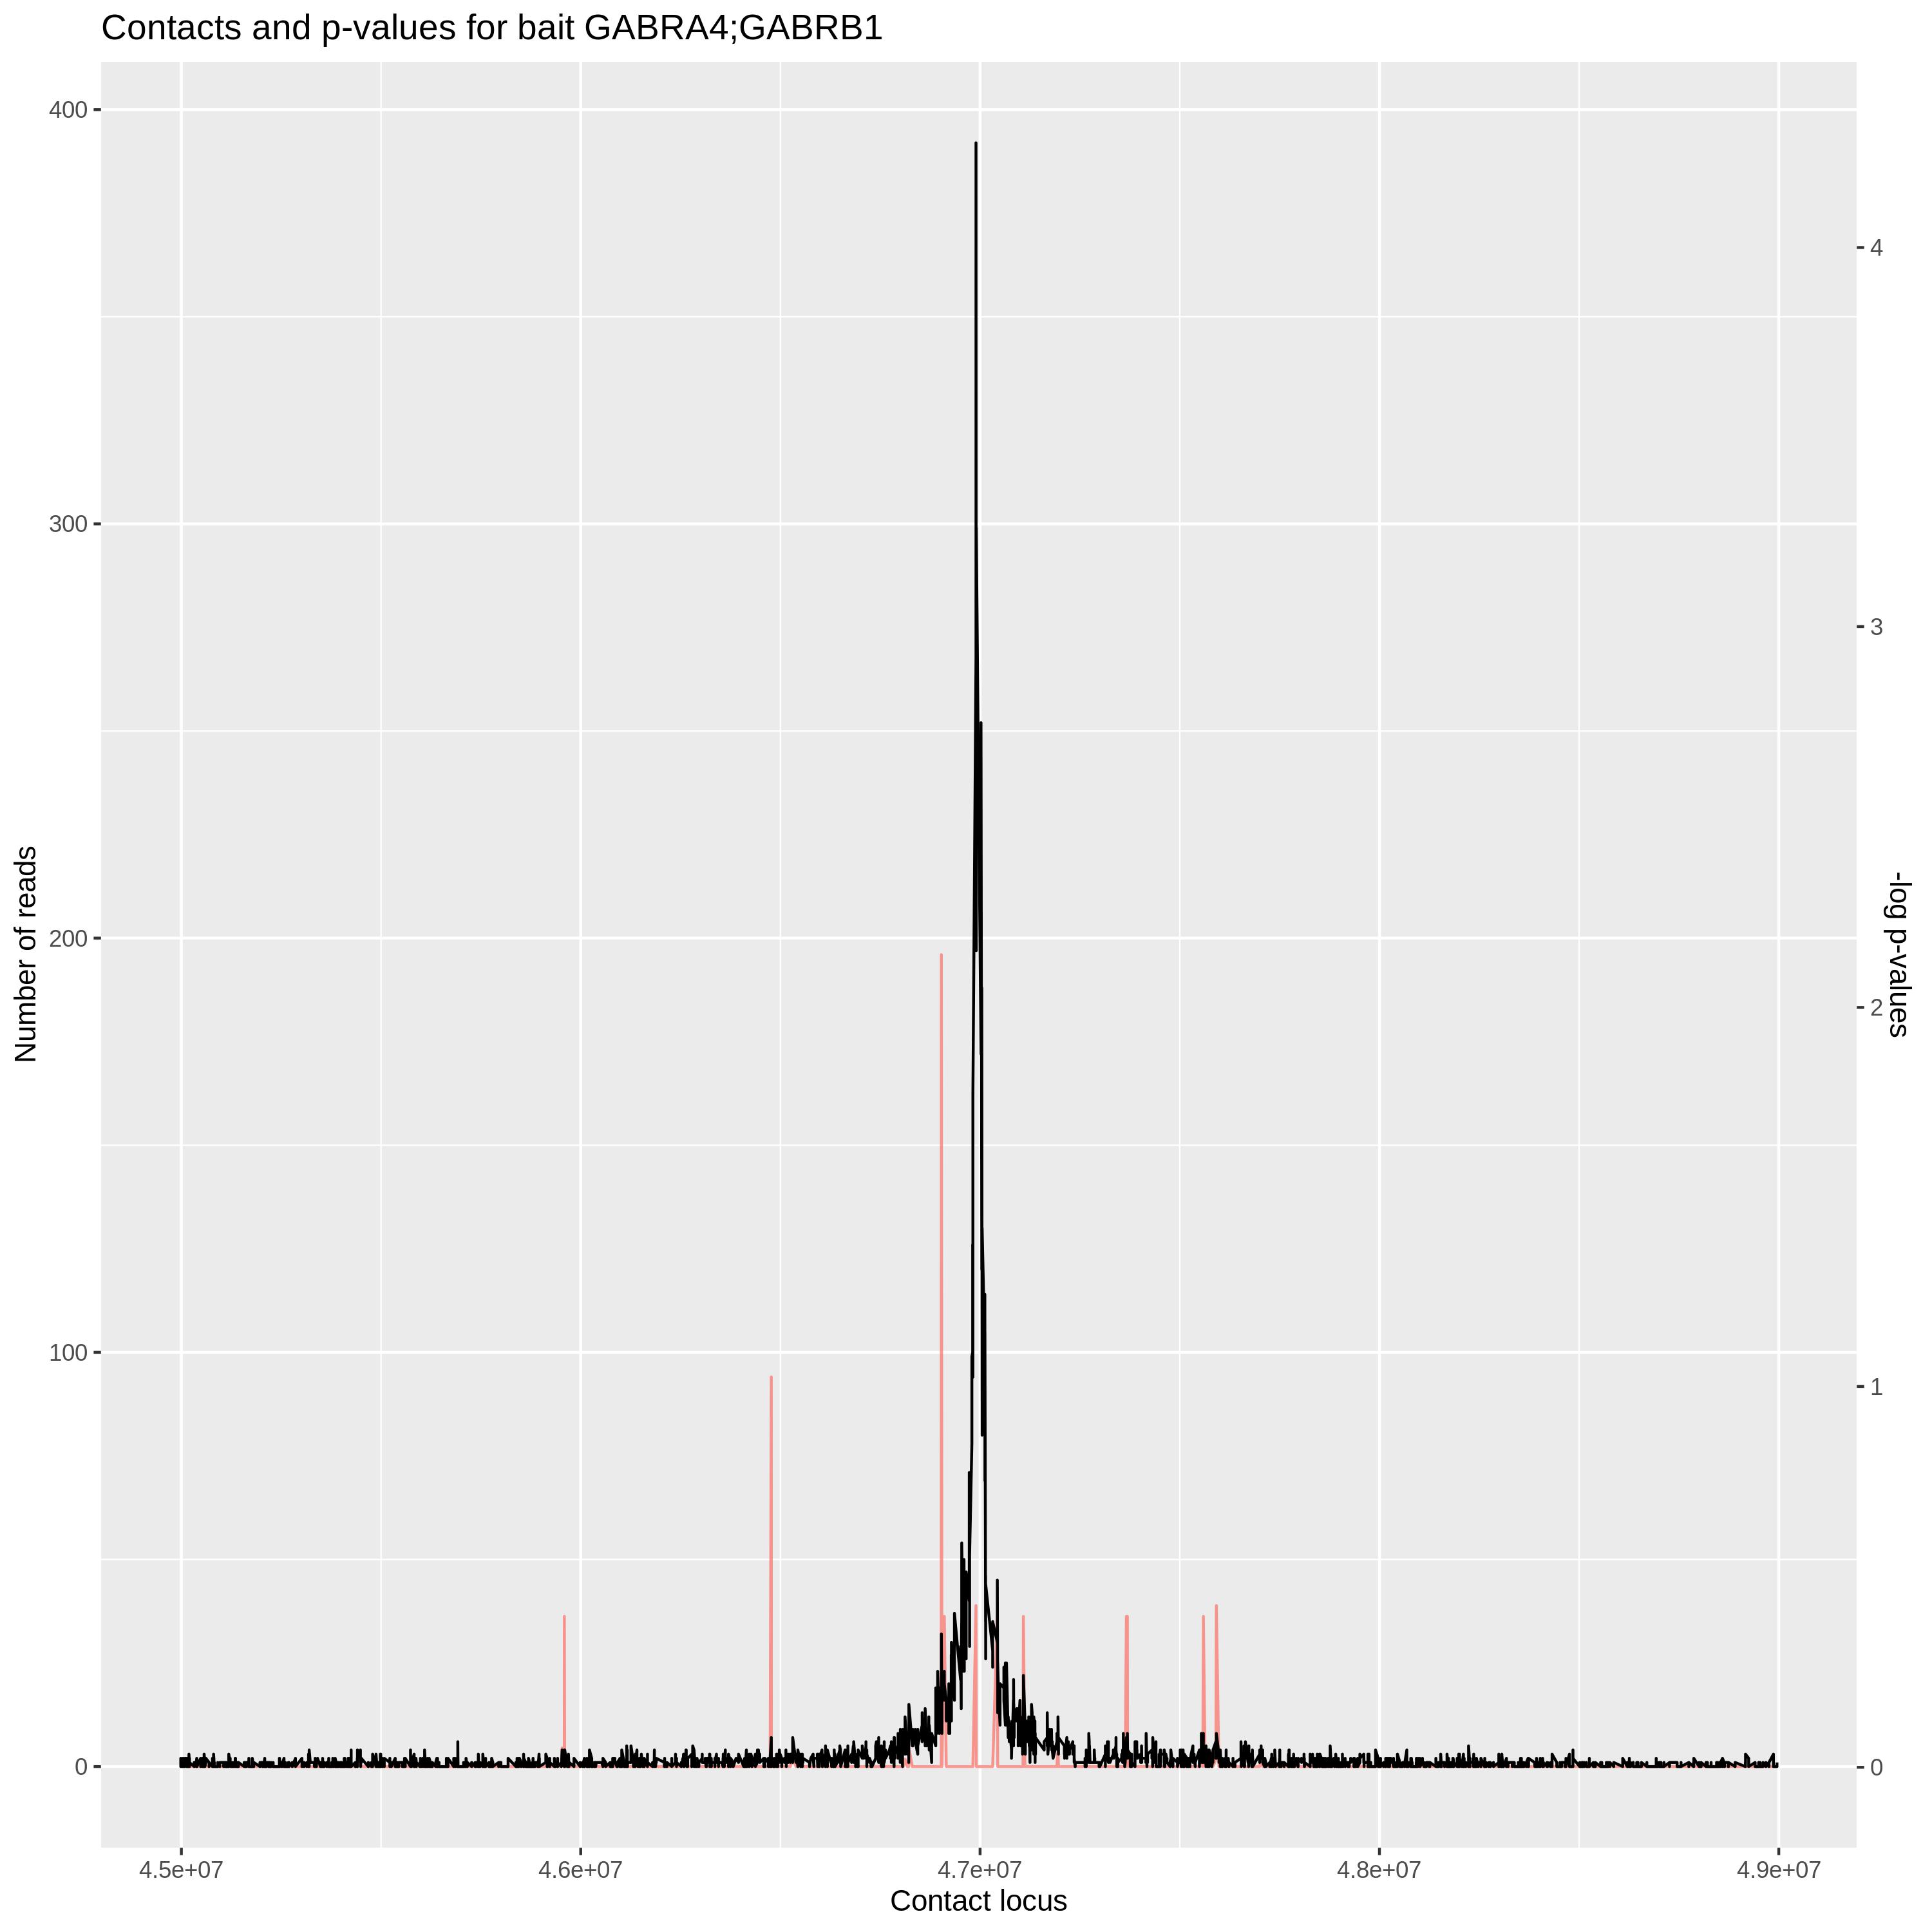 Contacts and p-values for bait GABRA4;GABRB1
400
300
200
100
0
Number of reads
4
3
2
1
0
-log p-values
4.5e+07
4.6e+07
4.7e+07
4.8e+07
4.9e+07
Contact locus